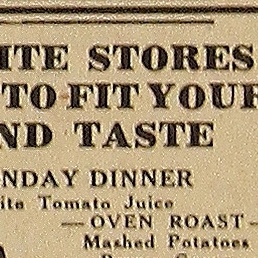 ITE STORES
TO FIT YOUR
ND TASTE
NDAY DINNER
ite Tomato Juice
— OVEN ROAST —
Mashed Potatoes